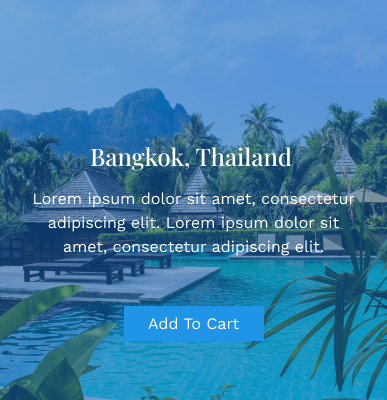 Bangkok, Thailand
Lorem ipsum dolor sit amet, consectetur
adipiscing elit. Lorem ipsum dolor sit
amet, consectetur adipiscing elit.
Add To Cart